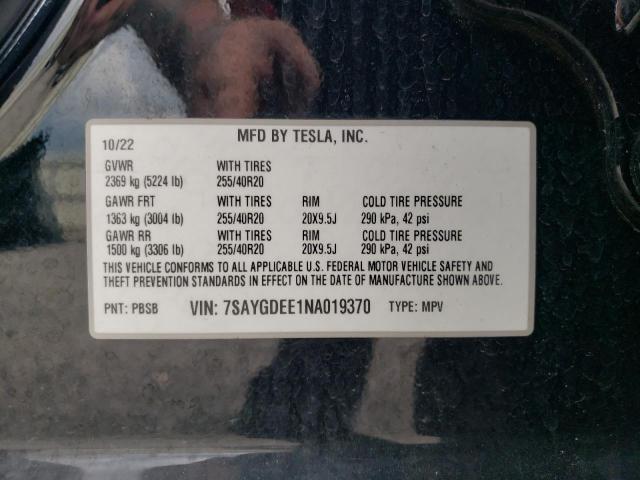 10/22 MFD BY TESLA, INC.
GVWR WITH TIRES
2369 kg (5224 lb) 255/40R20
GAWR FRT WITH TIRES RIM COLD TIRE PRESSURE
1363 kg (3004 lb) 255/40R20 20X9.5J 290 kPa, 42 psi
GAWR RR WITH TIRES RIM COLD TIRE PRESSURE
1500 kg (3306 lb) 255/40R20 20X9.5J 290 kPa, 42 psi
THIS VEHICLE CONFORMS TO ALL APPLICABLE U.S. FEDERAL MOTOR VEHICLE SAFETY AND
THEFT PREVENTION STANDARDS IN EFFECT ON THE DATE OF MANUFACTURE SHOWN ABOVE.
PNT: PBSB VIN: 7SAYGDEE1NA019370 TYPE: MPV